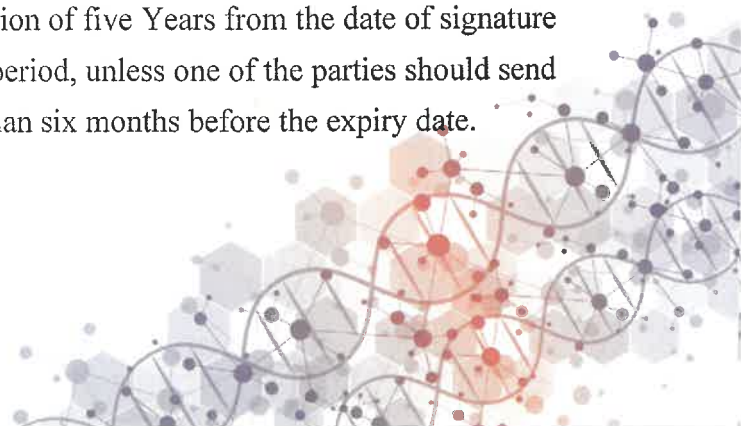 ion of five Years from the date of signature
period, unless one of the parties should send
an six months before the expiry date.